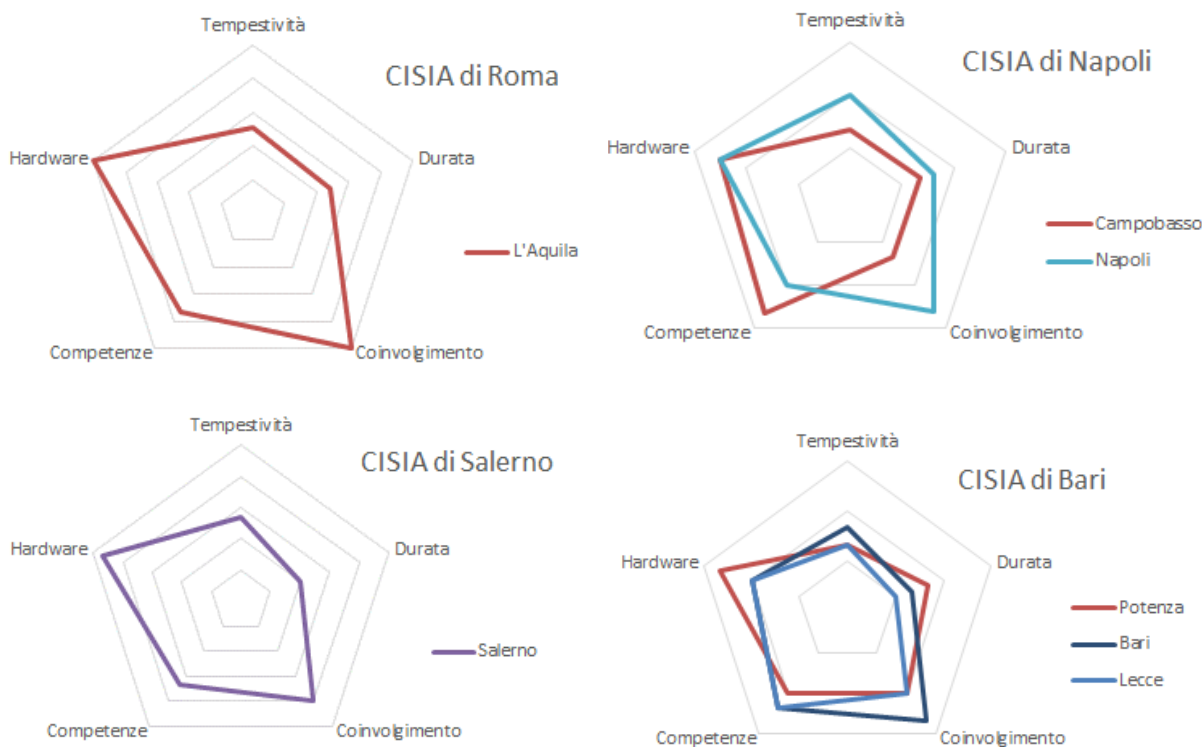 Tempestività
CISIA di Roma
Hardware
Durata
L'Aquila
Competenze
Coinvolgimento
Tempestività
CISIA di Napoli
Hardware
Durata
Campobasso
Napoli
Competenze
Coinvolgimento
Tempestività
CISIA di Salerno
Hardware
Durata
Salerno
Competenze
Coinvolgimento
Tempestività
CISIA di Bari
Hardware
Durata
Potenza
Bari
Lecce
Competenze
Coinvolgimento